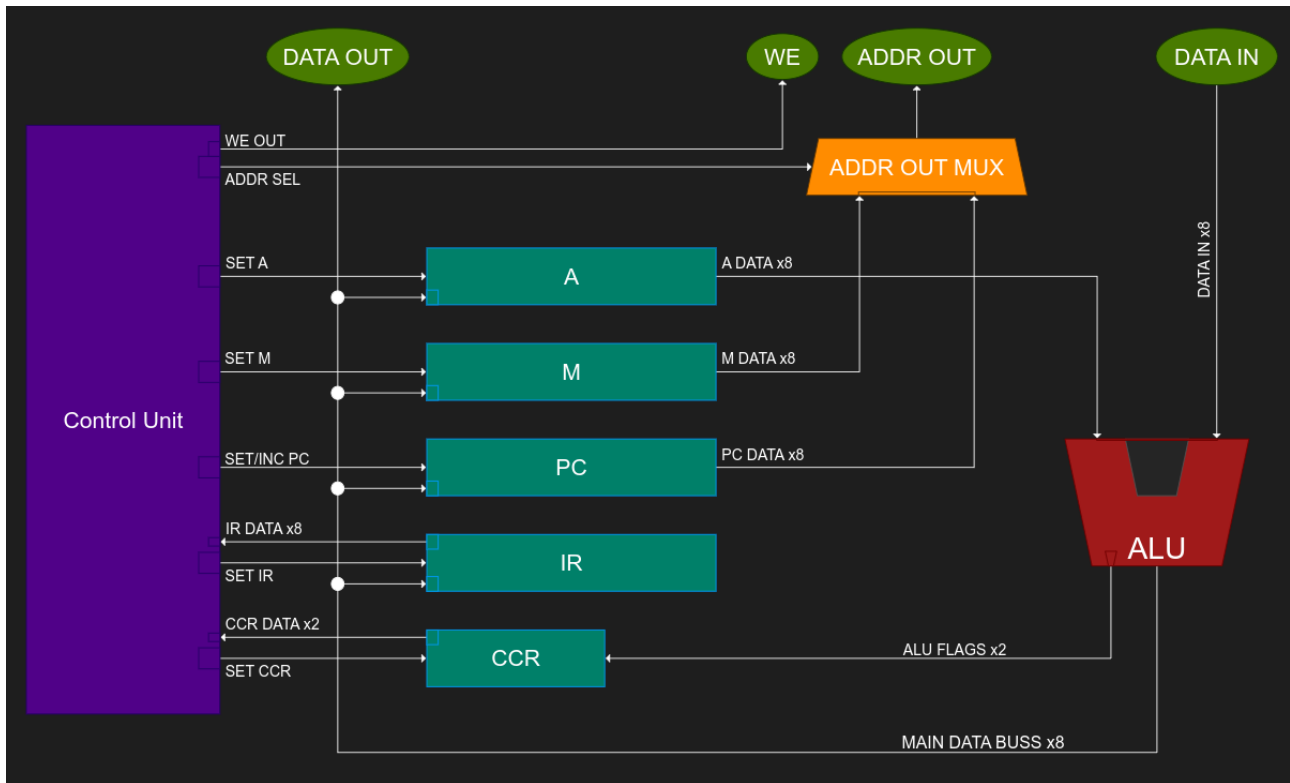 DATA OUT
WE
ADDR OUT
DATA IN
WE OUT
ADDR SEL
ADDR OUT MUX
SET A
A
A DATA x8
DATA IN x8
SET M
M
M DATA x8
Control Unit
SET/INC PC
PC
PC DATA x8
IR DATA x8
SET IR
IR
ALU
CCR DATA x2
SET CCR
CCR
ALU FLAGS x2
MAIN DATA BUSS x8